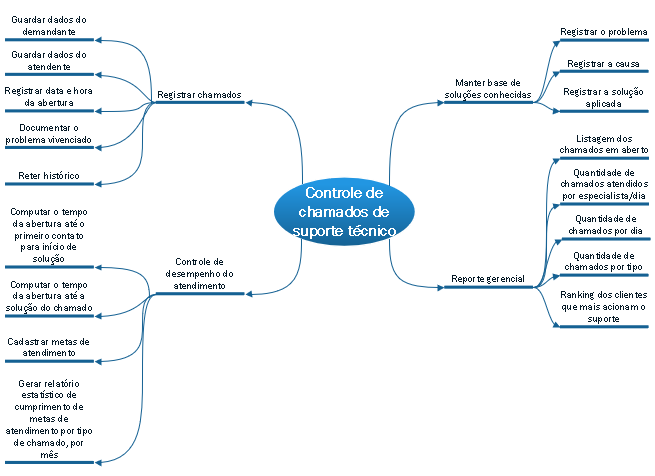 Guardar dados do
demandante
Guardar dados do
atendente
Registrar data e hora
da abertura
Documentar o
problema vivenciado
Reter histórico
Registrar chamados
Computar o tempo
da abertura até o
primeiro contato
para início de
solução
Computar o tempo
da abertura até a
solução do chamado
Cadastrar metas de
atendimento
Gerar relatório
estatístico de
cumprimento de
metas de
atendimento por tipo
de chamado, por
mês
Controle de
desempenho do
atendimento
Controle de
chamados de
suporte técnico
Manter base de
soluções conhecidas
Registrar o problema
Registrar a causa
Registrar a solução
aplicada
Reporte gerencial
Listagem dos
chamados em aberto
Quantidade de
chamados atendidos
por especialista/dia
Quantidade de
chamados por dia
Quantidade de
chamados por tipo
Ranking dos clientes
que mais acionam o
suporte